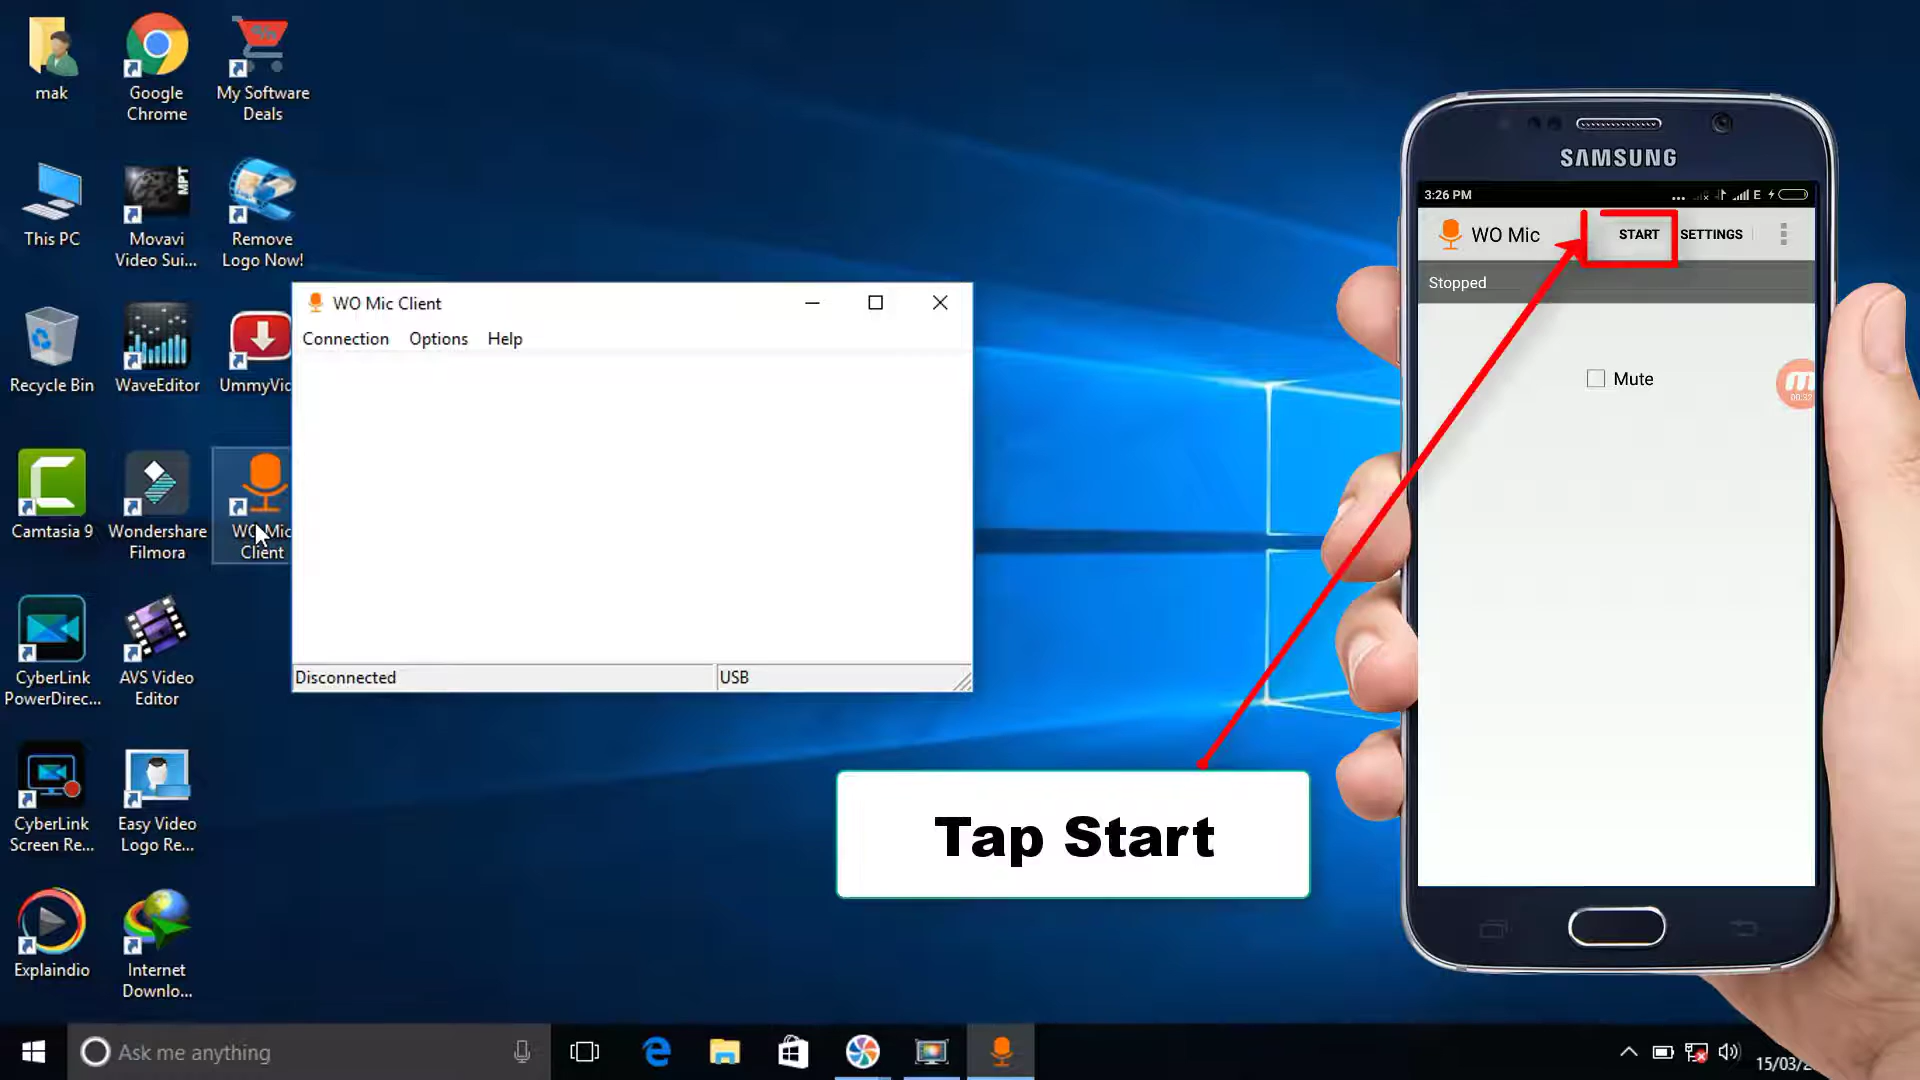 mak
Google
Chrome
My Software
Deals
This PC
Movavi
Video Sui...
MPT
Remove
Logo Now!
Recycle Bin
WaveEditor
Camtasia 9
Wondershare
Filmora
WO Mic
Client
CyberLink
PowerDirec...
AVS Video
Editor
CyberLink
Screen Re...
Easy Video
Logo Re...
Explaindio
Internet
Downlo...
WO Mic Client
Connection Options Help
Disconnected USB
Tap Start
SAMSUNG
3:26 PM E
WO Mic START SETTINGS
Stopped
Mute
Ask me anything